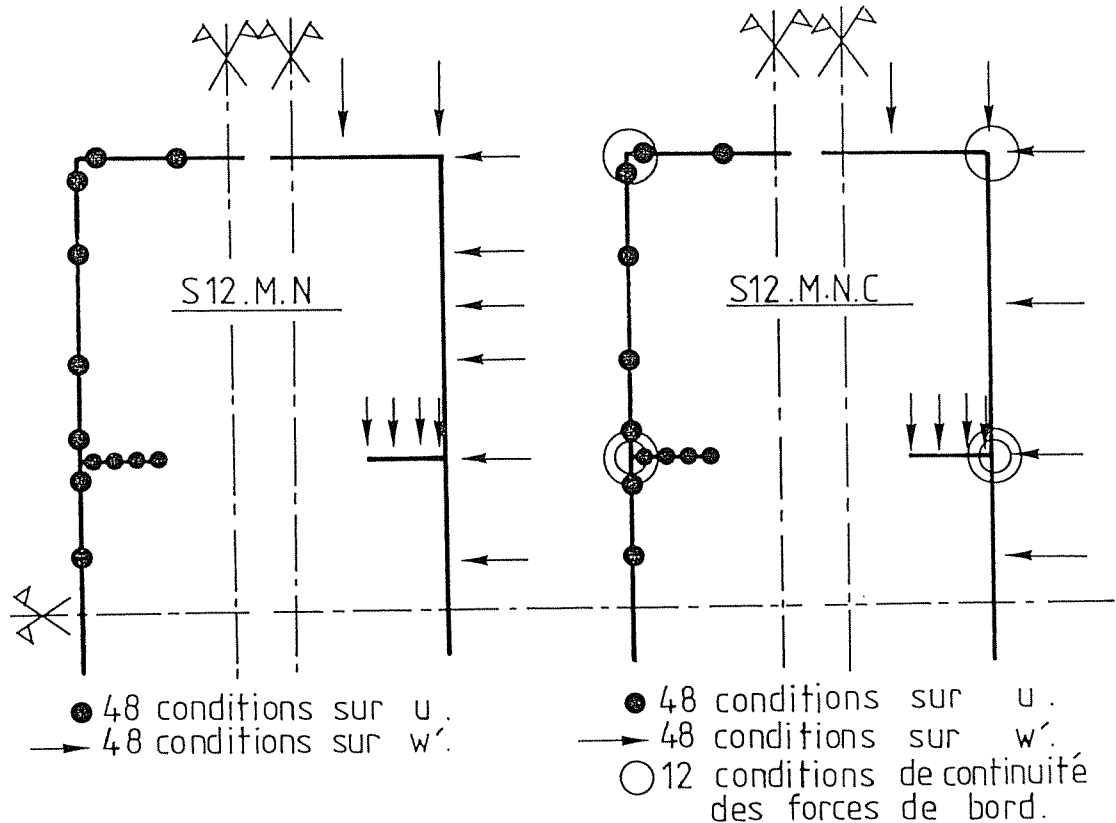 S12.M.N
S12.M.N.C
48 conditions sur u.
48 conditions sur w'.
48 conditions sur u.
48 conditions sur w'.
12 conditions de continuité
des forces de bord.